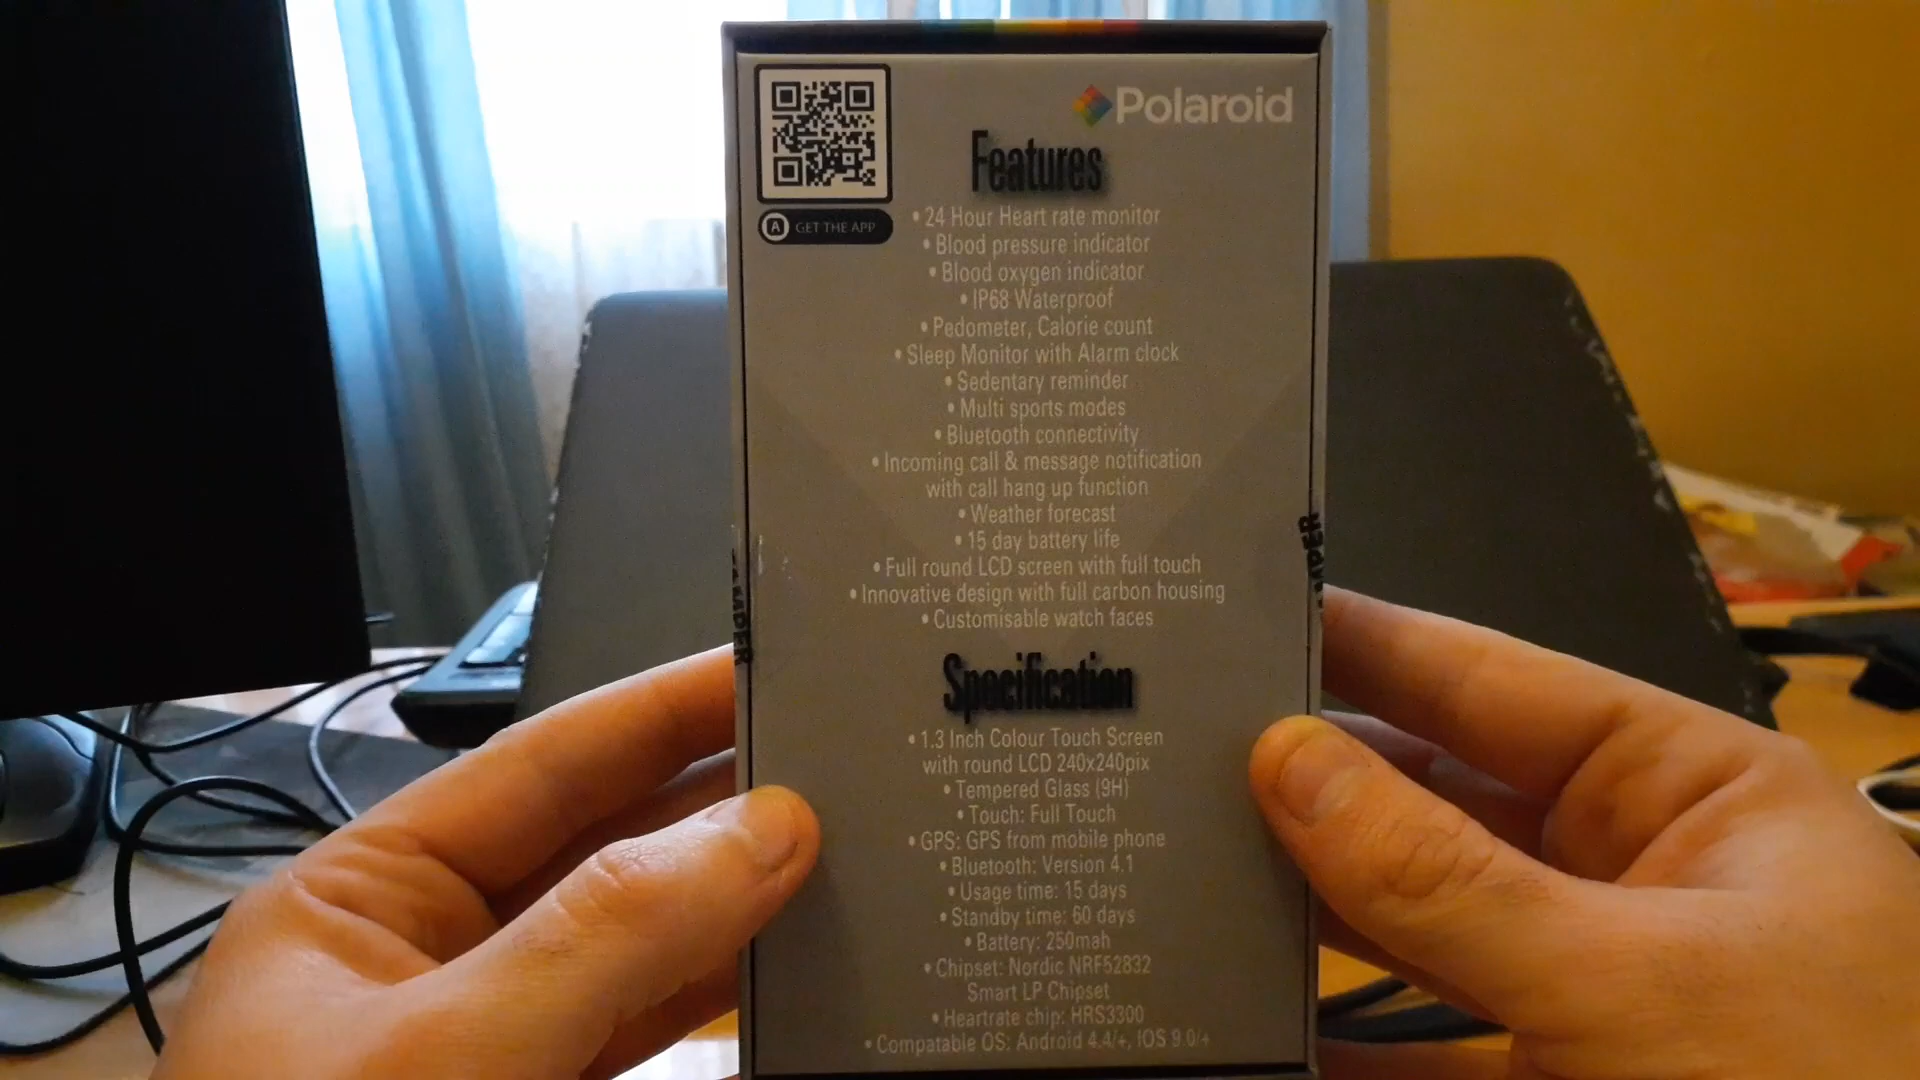 Polaroid
GET THE APP
Features
• 24 Hour Heart rate monitor
• Blood pressure indicator
• Blood oxygen indicator
• IP68 Waterproof
• Pedometer, Calorie count
• Sleep Monitor with Alarm clock
• Sedentary reminder
• Multi sports modes
• Bluetooth connectivity
• Incoming call & message notification
with call hang up function
• Weather forecast
• 15 day battery life
• Full round LCD screen with full touch
• Innovative design with full carbon housing
• Customisable watch faces
Specification
• 1.3 Inch Colour Touch Screen
with round LCD 240x240pix
• Tempered Glass (9H)
• Touch: Full Touch
• GPS: GPS from mobile phone
• Bluetooth: Version 4.1
• Usage time: 15 days
• Standby time: 60 days
• Battery: 250mah
• Chipset: Nordic NRF52832
Smart LP Chipset
• Heartrate chip: HRS3300
• Compatable OS: Android 4.4/+, IOS 9.0/+